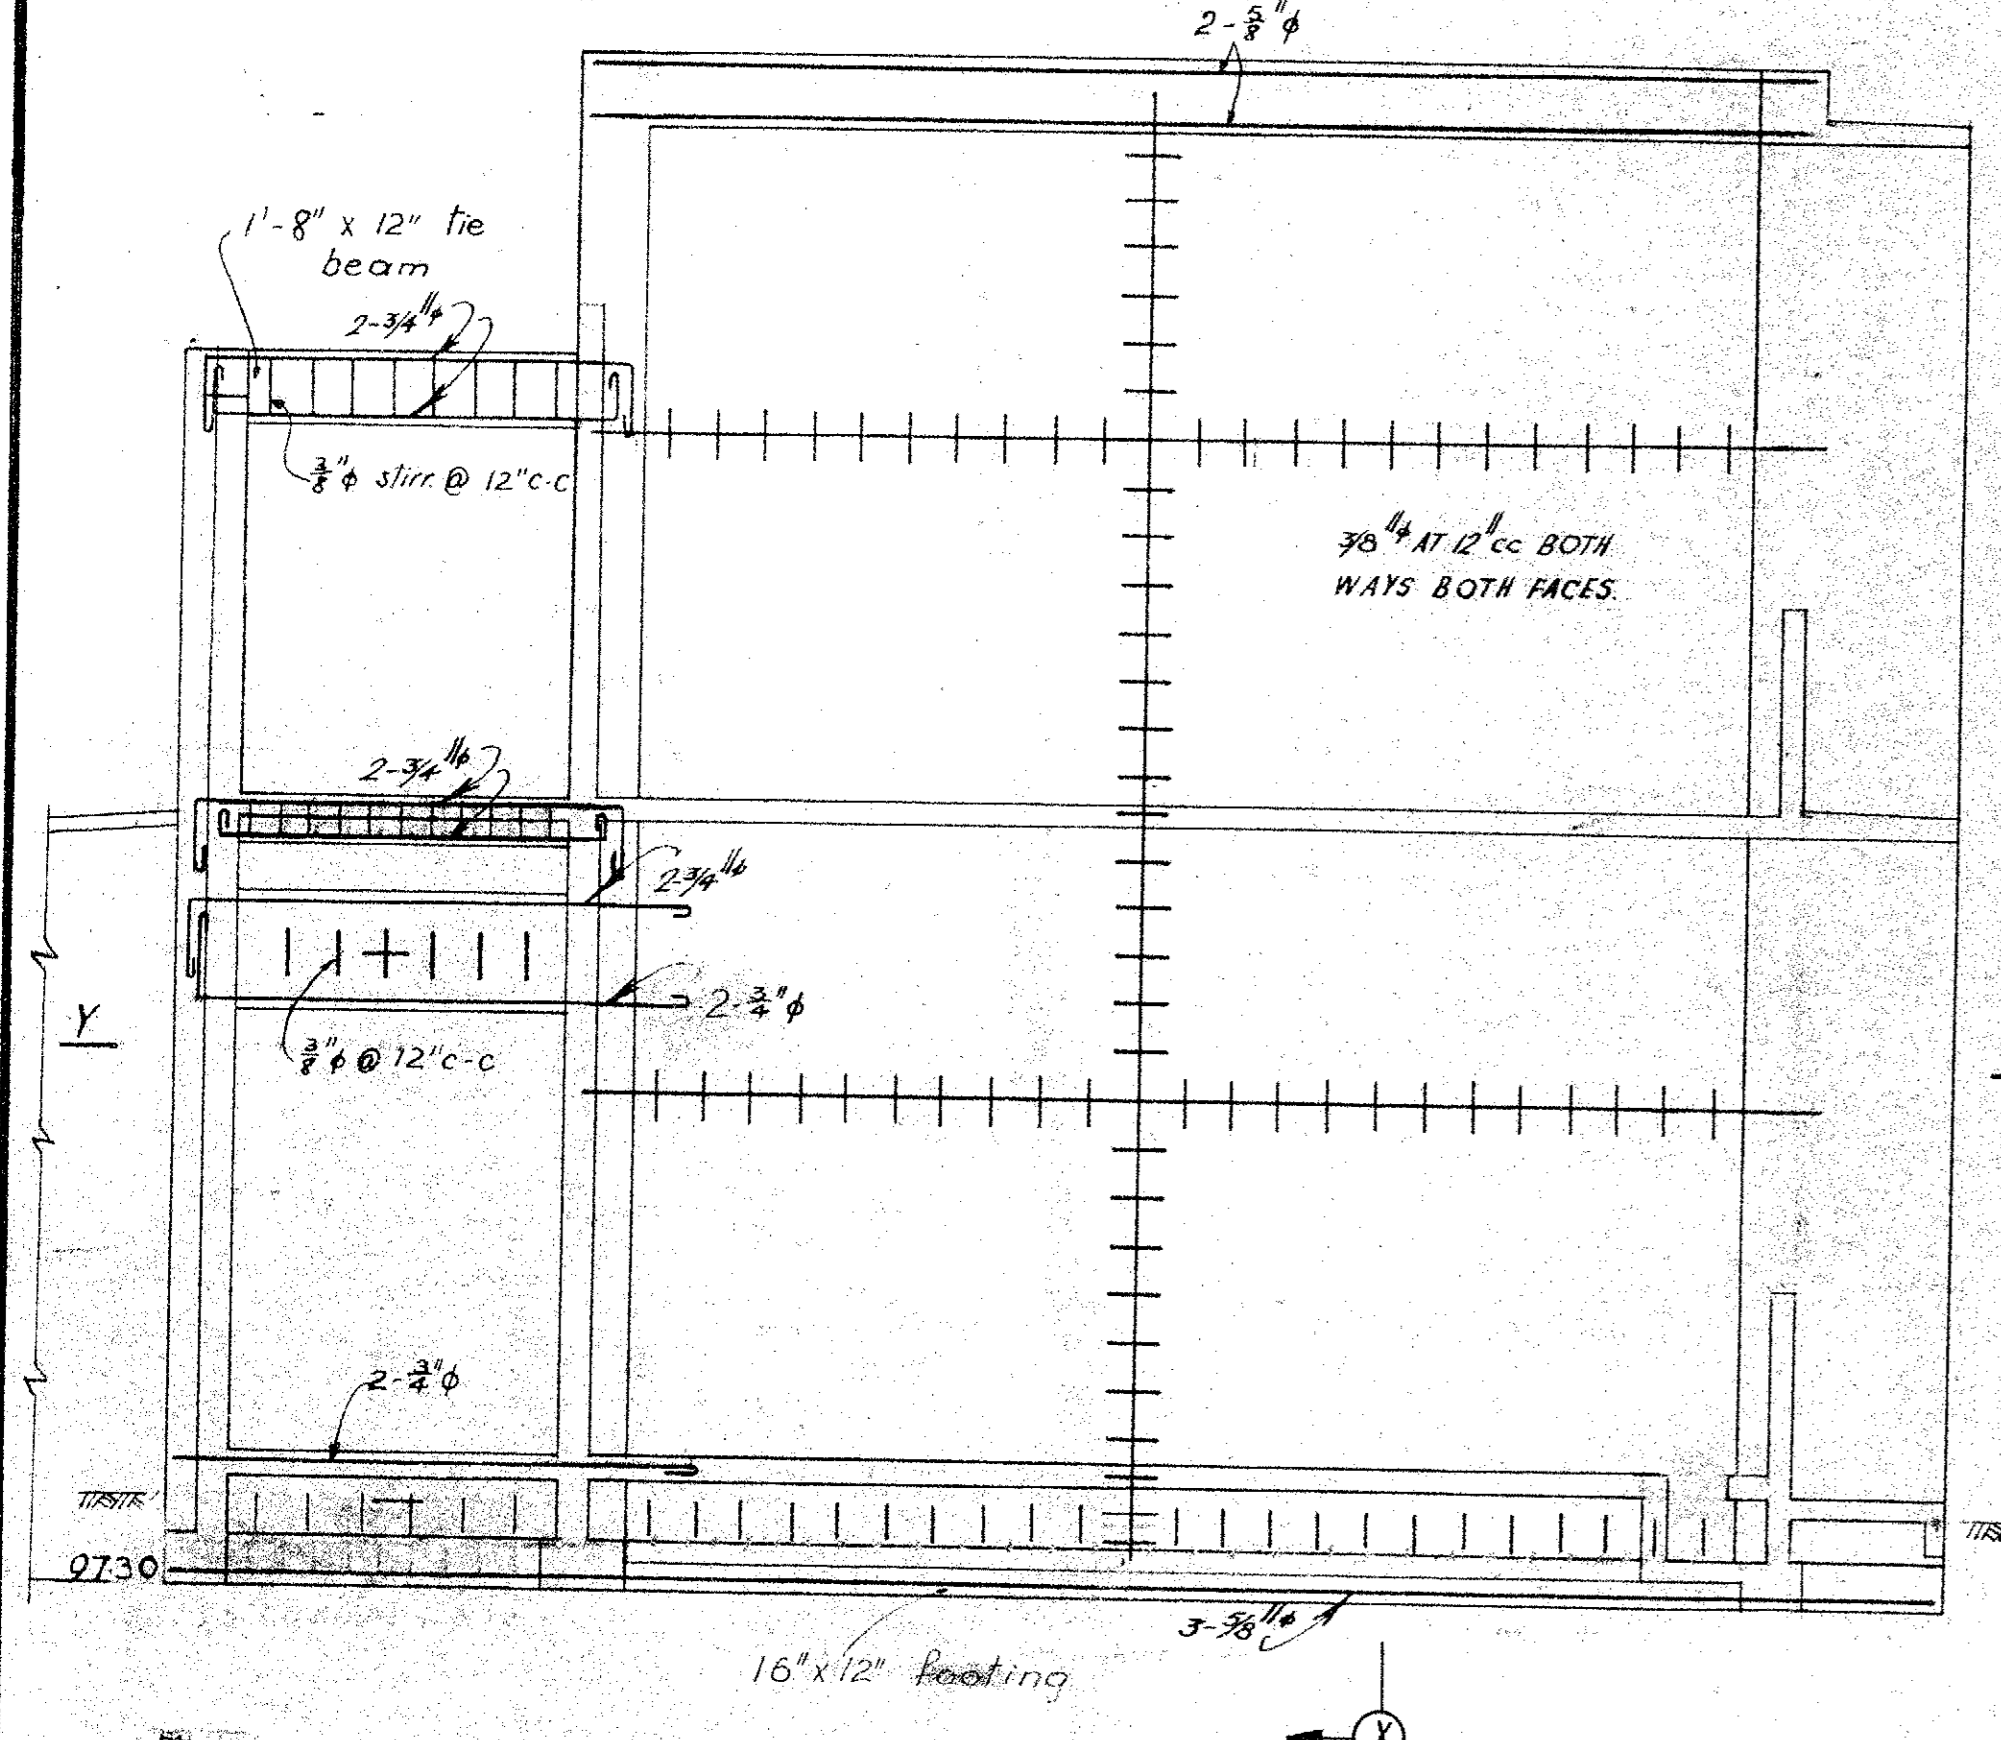 2-5/8"φ
1'-8" x 12" tie
beam
2-3/4"φ
3/8"φ stirr. @ 12"c-c
3/8"φ AT 12"cc BOTH
WAYS BOTH FACES.
2-3/4"φ
2-3/4"φ
2-3/4"φ
Y
3/8"φ @ 12"c-c
2-3/4"φ
97.30
3-5/8"φ
16"x12" footing